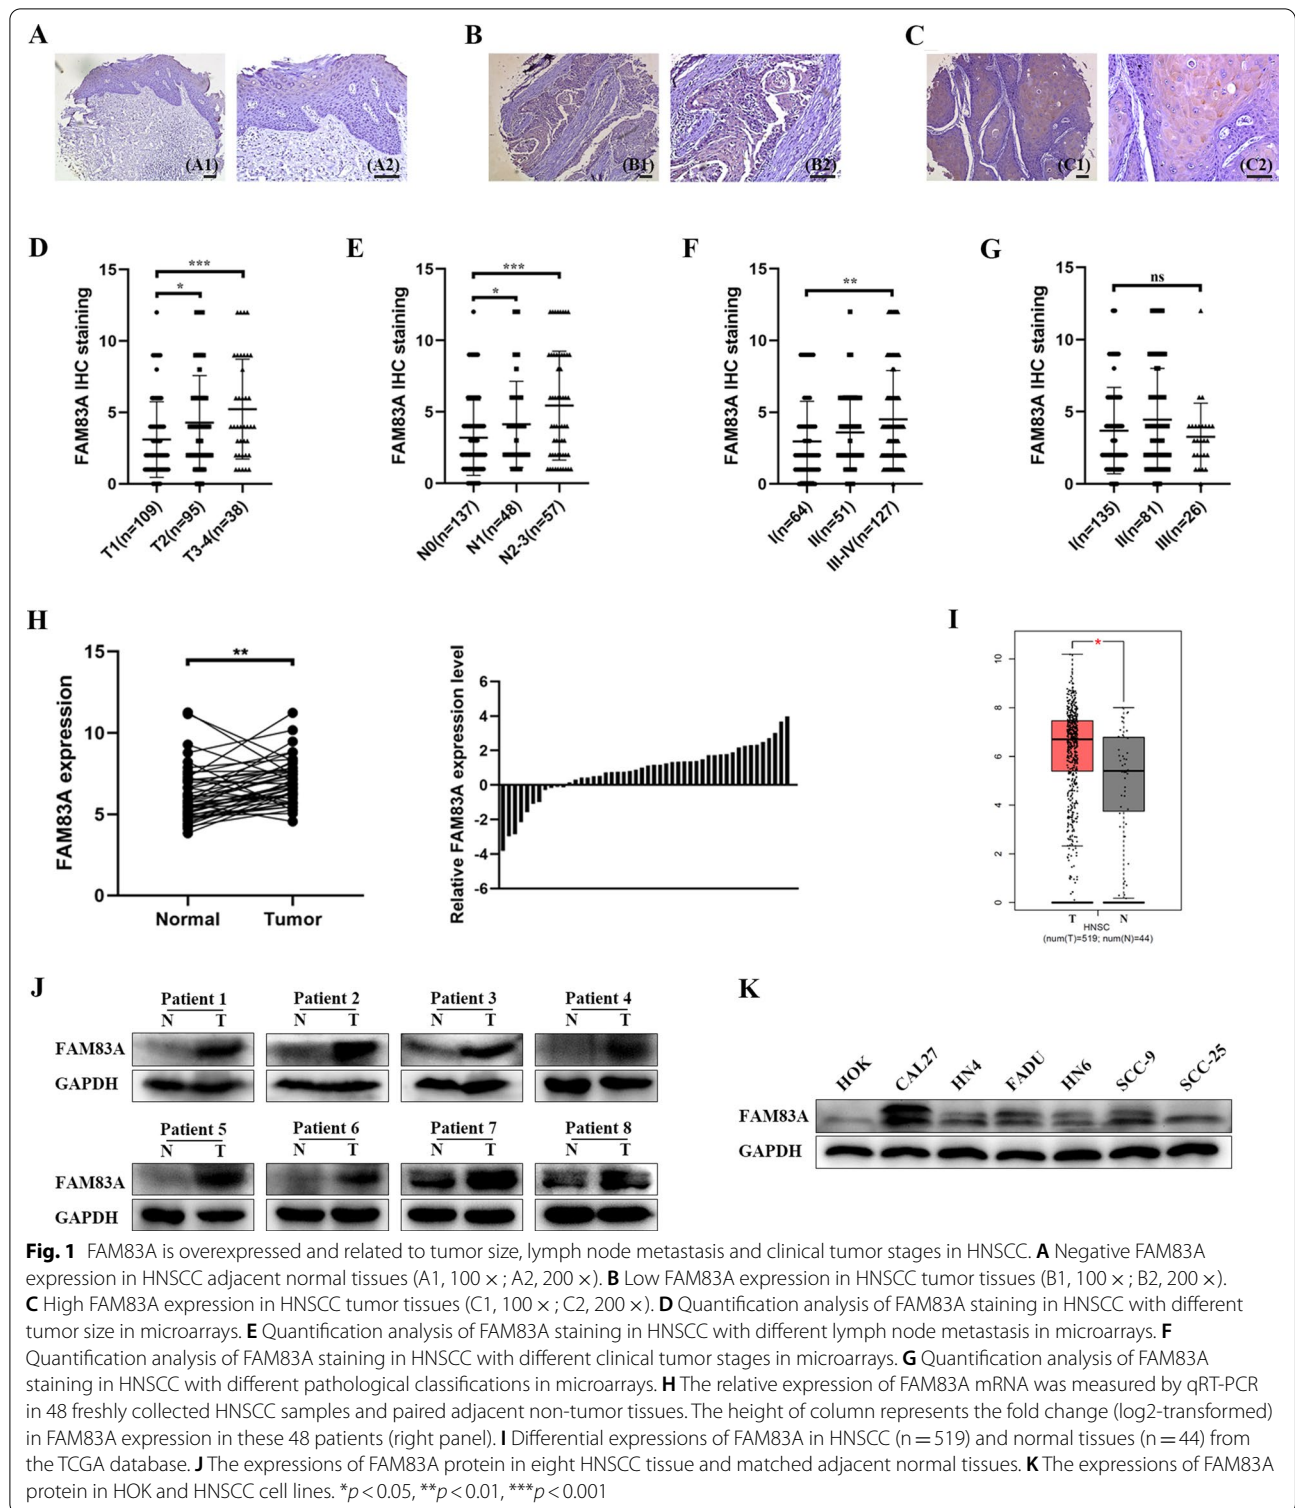 A
B
C
(A1)
(A2)
(B1)
(B2)
(C1)
(C2)
D
FAM83A IHC staining
15
10
5
0
***
*
T1(n=109)
T2(n=95)
T3-4(n=38)
E
FAM83A IHC staining
15
10
5
0
***
*
N0(n=137)
N1(n=48)
N2-3(n=57)
F
FAM83A IHC staining
15
10
5
0
**
I(n=64)
II(n=51)
III-IV(n=127)
G
FAM83A IHC staining
15
10
5
0
ns
I(n=135)
II(n=81)
III(n=26)
H
FAM83A expression
15
10
5
0
**
Normal
Tumor
Relative FAM83A expression level
6
4
2
0
-2
-4
-6
I
10
8
6
4
2
0
*
T
N
HNSC
(num(T)=519; num(N)=44)
J
Patient 1
Patient 2
Patient 3
Patient 4
N T N T N T N T
FAM83A
GAPDH
Patient 5
Patient 6
Patient 7
Patient 8
N T N T N T N T
FAM83A
GAPDH
K
HOK
CAL27
HN4
FADU
HN6
SCC-9
SCC-25
FAM83A
GAPDH
Fig. 1 FAM83A is overexpressed and related to tumor size, lymph node metastasis and clinical tumor stages in HNSCC. A Negative FAM83A
expression in HNSCC adjacent normal tissues (A1, 100 ×; A2, 200 ×). B Low FAM83A expression in HNSCC tumor tissues (B1, 100 ×; B2, 200 ×).
C High FAM83A expression in HNSCC tumor tissues (C1, 100 ×; C2, 200 ×). D Quantification analysis of FAM83A staining in HNSCC with different
tumor size in microarrays. E Quantification analysis of FAM83A staining in HNSCC with different lymph node metastasis in microarrays. F
Quantification analysis of FAM83A staining in HNSCC with different clinical tumor stages in microarrays. G Quantification analysis of FAM83A
staining in HNSCC with different pathological classifications in microarrays. H The relative expression of FAM83A mRNA was measured by qRT-PCR
in 48 freshly collected HNSCC samples and paired adjacent non-tumor tissues. The height of column represents the fold change (log2-transformed)
in FAM83A expression in these 48 patients (right panel). I Differential expressions of FAM83A in HNSCC (n = 519) and normal tissues (n = 44) from
the TCGA database. J The expressions of FAM83A protein in eight HNSCC tissue and matched adjacent normal tissues. K The expressions of FAM83A
protein in HOK and HNSCC cell lines. *p < 0.05, **p < 0.01, ***p < 0.001